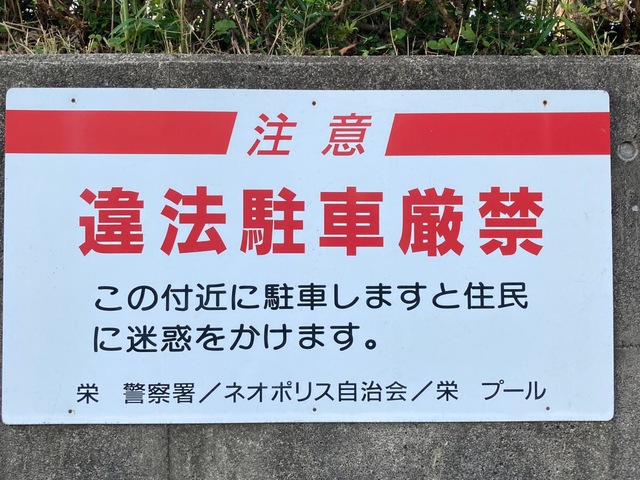 注意
違法駐車厳禁
この付近に駐車しますと住民
に迷惑をかけます。
栄 警察署／ネオポリス自治会／栄 プール